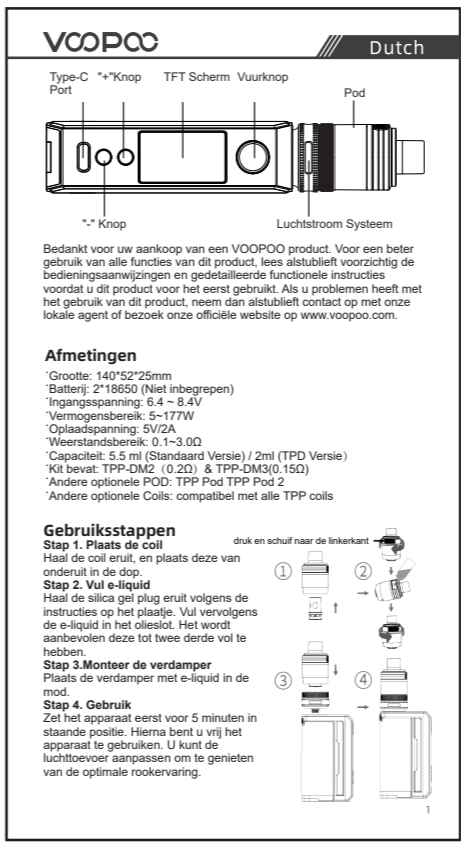 VOOPOO
Dutch
Type-C Port
"+"Knop
TFT Scherm
Vuurknop
Pod
"-" Knop
Luchtstroom Systeem
Bedankt voor uw aankoop van een VOOPOO product. Voor een beter
gebruik van alle functies van dit product, lees alstublieft voorzichtig de
bedieningsaanwijzingen en gedetailleerde functionele instructies
voordat u dit product voor het eerst gebruikt. Als u problemen heeft met
het gebruik van dit product, neem dan alstublieft contact op met onze
lokale agent of bezoek onze officiële website op www.voopoo.com.
Afmetingen
·Grootte: 140*52*25mm
·Batterij: 2*18650 (Niet inbegrepen)
·Ingangsspanning: 6.4 ~ 8.4V
·Vermogensbereik: 5~177W
·Oplaadspanning: 5V/2A
·Weerstandsbereik: 0.1~3.0Ω
·Capaciteit: 5.5 ml (Standaard Versie) / 2ml (TPD Versie）
·Kit bevat: TPP-DM2（0.2Ω）& TPP-DM3(0.15Ω)
·Andere optionele POD: TPP Pod TPP Pod 2
·Andere optionele Coils: compatibel met alle TPP coils
Gebruiksstappen
Stap 1. Plaats de coil
Haal de coil eruit, en plaats deze van
onderuit in de dop.
Stap 2. Vul e-liquid
Haal de silica gel plug eruit volgens de
instructies op het plaatje. Vul vervolgens
de e-liquid in het olieslot. Het wordt
aanbevolen deze tot twee derde vol te
hebben.
Stap 3.Monteer de verdamper
Plaats de verdamper met e-liquid in de
mod.
Stap 4. Gebruik
Zet het apparaat eerst voor 5 minuten in
staande positie. Hierna bent u vrij het
apparaat te gebruiken. U kunt de
luchttoevoer aanpassen om te genieten
van de optimale rookervaring.
druk en schuif naar de linkerkant
①
②
③
④
1